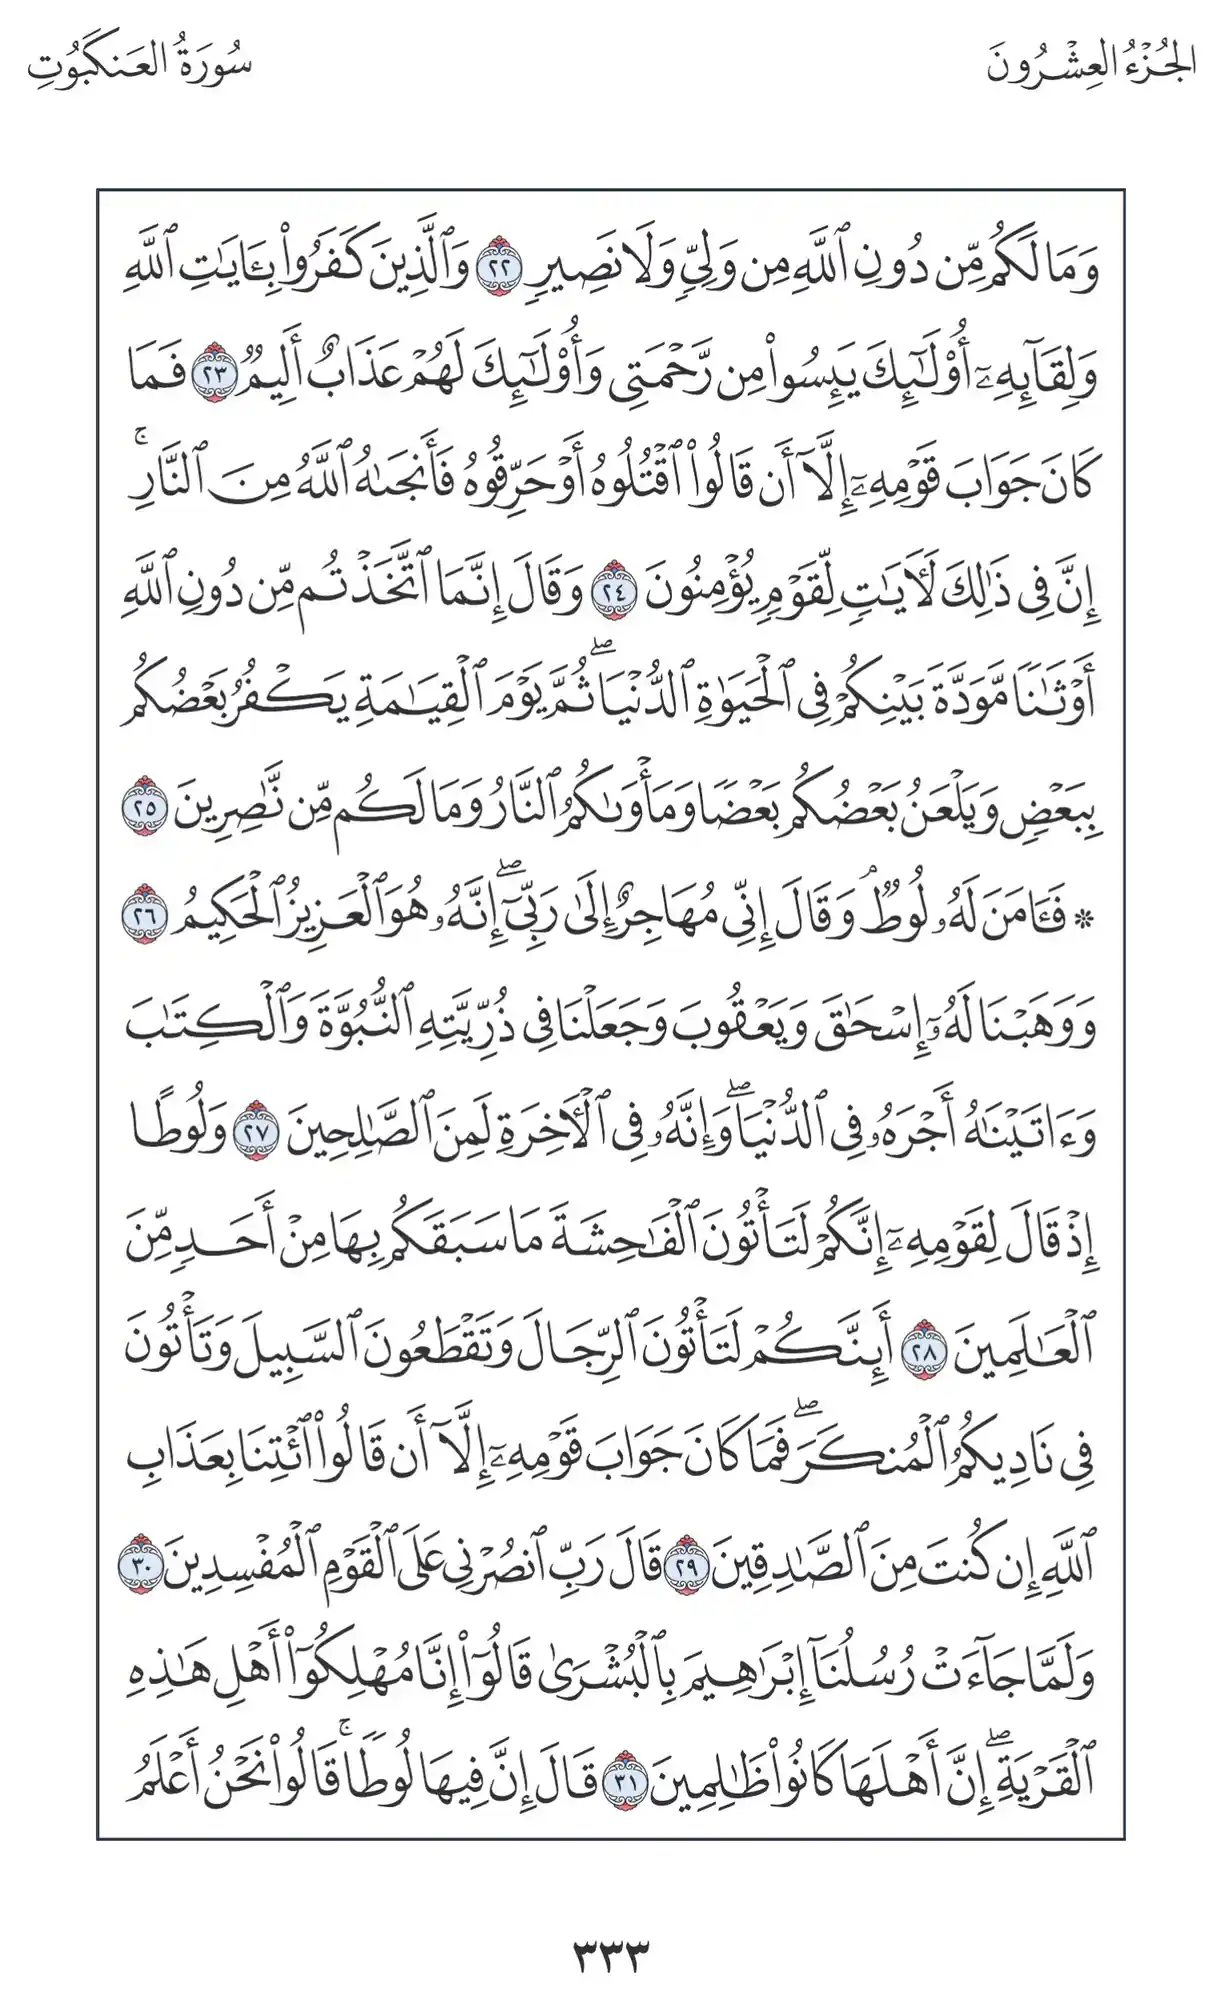 الجُزْءُ العِشْرُونَ
سُورَةُ العَنكَبُوتِ
وَمَا لَكُم مِّن دُونِ ٱللَّهِ مِن وَلِيّٖ وَلَا نَصِيرٖ ٢٢ وَٱلَّذِينَ كَفَرُواْ بِـَٔايَٰتِ ٱللَّهِ
وَلِقَآئِهِۦٓ أُوْلَٰٓئِكَ يَئِسُواْ مِن رَّحْمَتِي وَأُوْلَٰٓئِكَ لَهُمْ عَذَابٌ أَلِيمٞ ٢٣ فَمَا
كَانَ جَوَابَ قَوْمِهِۦٓ إِلَّآ أَن قَالُواْ ٱقْتُلُوهُ أَوْ حَرِّقُوهُ فَأَنجَىٰهُ ٱللَّهُ مِنَ ٱلنَّارِۚ
إِنَّ فِي ذَٰلِكَ لَأٓيَٰتٖ لِّقَوْمٖ يُؤْمِنُونَ ٢٤ وَقَالَ إِنَّمَا ٱتَّخَذْتُم مِّن دُونِ ٱللَّهِ
أَوْثَٰنٗا مَّوَدَّةَ بَيْنِكُمْ فِي ٱلْحَيَوٰةِ ٱلدُّنْيَاۖ ثُمَّ يَوْمَ ٱلْقِيَٰمَةِ يَكْفُرُ بَعْضُكُم
بِبَعْضٖ وَيَلْعَنُ بَعْضُكُم بَعْضٗا وَمَأْوَىٰكُمُ ٱلنَّارُ وَمَا لَكُم مِّن نَّٰصِرِينَ ٢٥
۞ فَـَٔامَنَ لَهُۥ لُوطٞۘ وَقَالَ إِنِّي مُهَاجِرٌ إِلَىٰ رَبِّيٓۖ إِنَّهُۥ هُوَ ٱلْعَزِيزُ ٱلْحَكِيمُ ٢٦
وَوَهَبْنَا لَهُۥٓ إِسْحَٰقَ وَيَعْقُوبَ وَجَعَلْنَا فِي ذُرِّيَّتِهِ ٱلنُّبُوَّةَ وَٱلْكِتَٰبَ
وَءَاتَيْنَٰهُ أَجْرَهُۥ فِي ٱلدُّنْيَاۖ وَإِنَّهُۥ فِي ٱلْأٓخِرَةِ لَمِنَ ٱلصَّٰلِحِينَ ٢٧ وَلُوطًا
إِذْ قَالَ لِقَوْمِهِۦٓ إِنَّكُمْ لَتَأْتُونَ ٱلْفَٰحِشَةَ مَا سَبَقَكُم بِهَا مِنْ أَحَدٖ مِّنَ
ٱلْعَٰلَمِينَ ٢٨ أَئِنَّكُمْ لَتَأْتُونَ ٱلرِّجَالَ وَتَقْطَعُونَ ٱلسَّبِيلَ وَتَأْتُونَ
فِي نَادِيكُمُ ٱلْمُنكَرَۖ فَمَا كَانَ جَوَابَ قَوْمِهِۦٓ إِلَّآ أَن قَالُواْ ٱئْتِنَا بِعَذَابِ
ٱللَّهِ إِن كُنتَ مِنَ ٱلصَّٰدِقِينَ ٢٩ قَالَ رَبِّ ٱنصُرْنِي عَلَى ٱلْقَوْمِ ٱلْمُفْسِدِينَ ٣٠
وَلَمَّا جَآءَتْ رُسُلُنَآ إِبْرَٰهِيمَ بِٱلْبُشْرَىٰ قَالُوٓاْ إِنَّا مُهْلِكُوٓاْ أَهْلِ هَٰذِهِ
ٱلْقَرْيَةِۖ إِنَّ أَهْلَهَا كَانُواْ ظَٰلِمِينَ ٣١ قَالَ إِنَّ فِيهَا لُوطٗاۚ قَالُواْ نَحْنُ أَعْلَمُ
٣٣٣